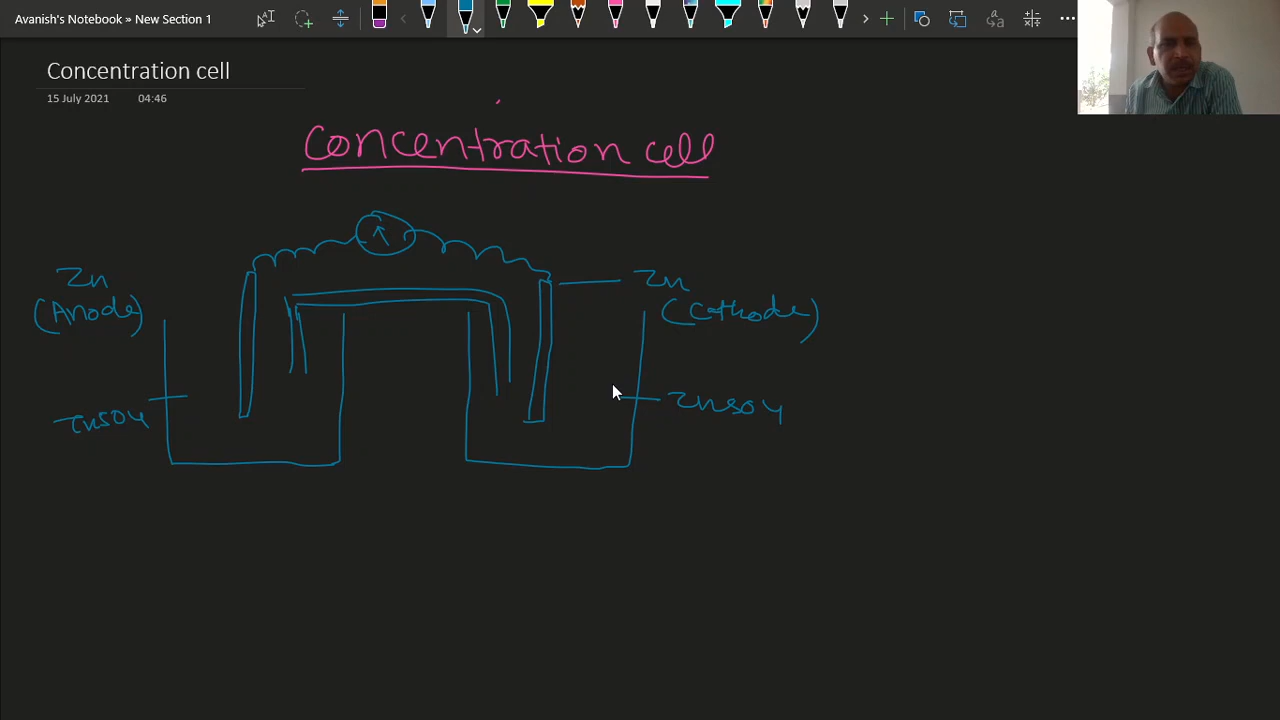 Avanish's Notebook » New Section 1
Concentration cell
15 July 2021 04:46
Concentration cell
Zn
(Anode)
Zn
(Cathode)
ZnSO4
ZnSO4